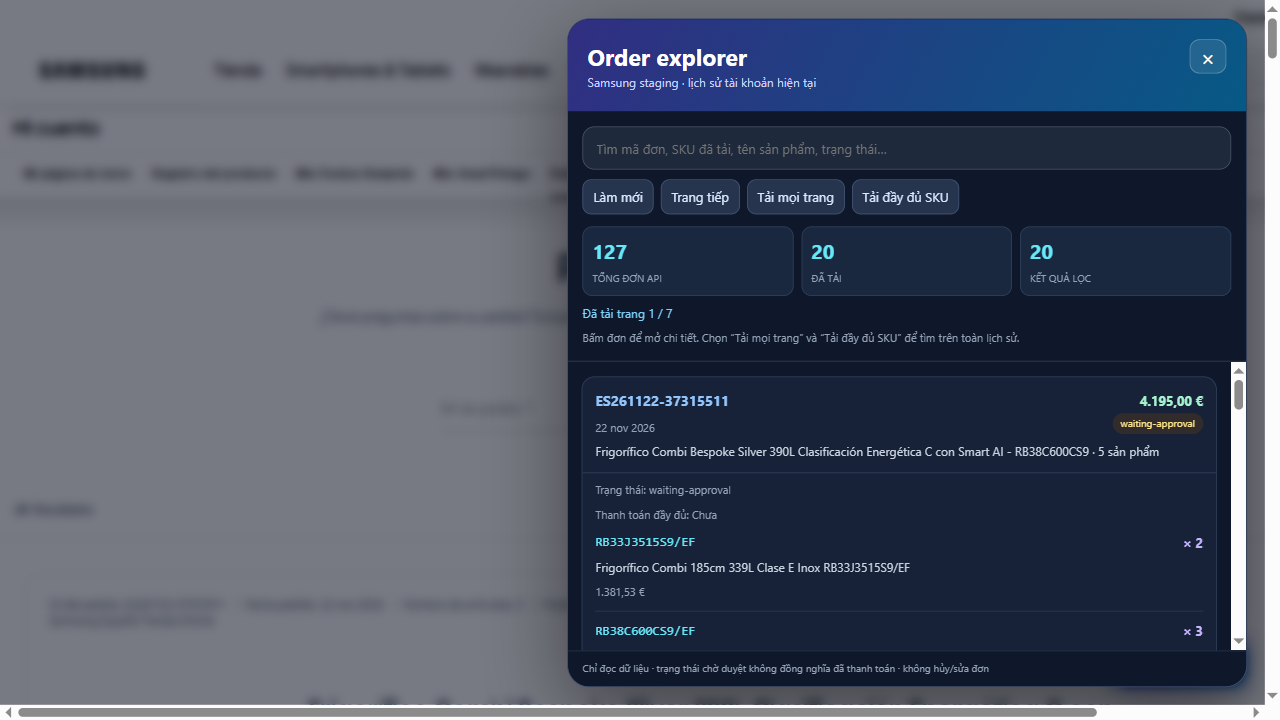 SAMSUNG
Tienda
Smartphones & Tablets
Mi cuenta
Order explorer
Samsung staging · lịch sử tài khoản hiện tại
×
Tìm mã đơn, SKU đã tải, tên sản phẩm, trạng thái...
Làm mới
Trang tiếp
Tải mọi trang
Tải đầy đủ SKU
127
TỔNG ĐƠN API
20
ĐÃ TẢI
20
KẾT QUẢ LỌC
Đã tải trang 1 / 7
Bấm đơn để mở chi tiết. Chọn “Tải mọi trang” và “Tải đầy đủ SKU” để tìm trên toàn lịch sử.
ES261122-37315511
4.195,00 €
22 nov 2026
waiting-approval
Frigorífico Combi Bespoke Silver 390L Clasificación Energética C con Smart AI - RB38C600CS9 · 5 sản phẩm
Trạng thái: waiting-approval
Thanh toán đầy đủ: Chưa
RB33J3515S9/EF
× 2
Frigorífico Combi 185cm 339L Clase E Inox RB33J3515S9/EF
1.381,53 €
RB38C600CS9/EF
× 3
Chỉ đọc dữ liệu · trạng thái chờ duyệt không đồng nghĩa đã thanh toán · không hủy/sửa đơn